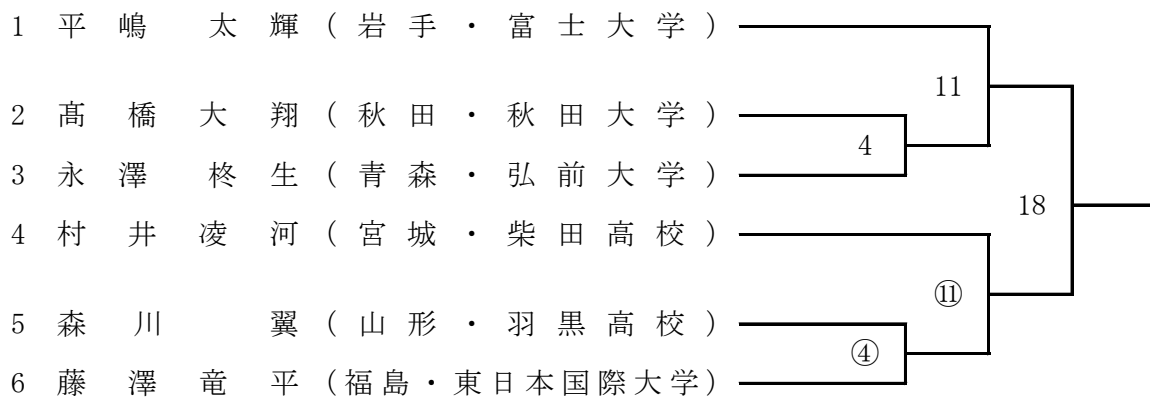 1 平嶋 太輝(岩手・富士大学)
11
2 髙橋大翔(秋田・秋田大学)
4
3 永澤 柊生(青森・弘前大学)
18
4 村井凌河(宮城・柴田高校)
⑪
5 森川 翼(山形・羽黒高校)
④
6 藤澤竜平(福島・東日本国際大学)